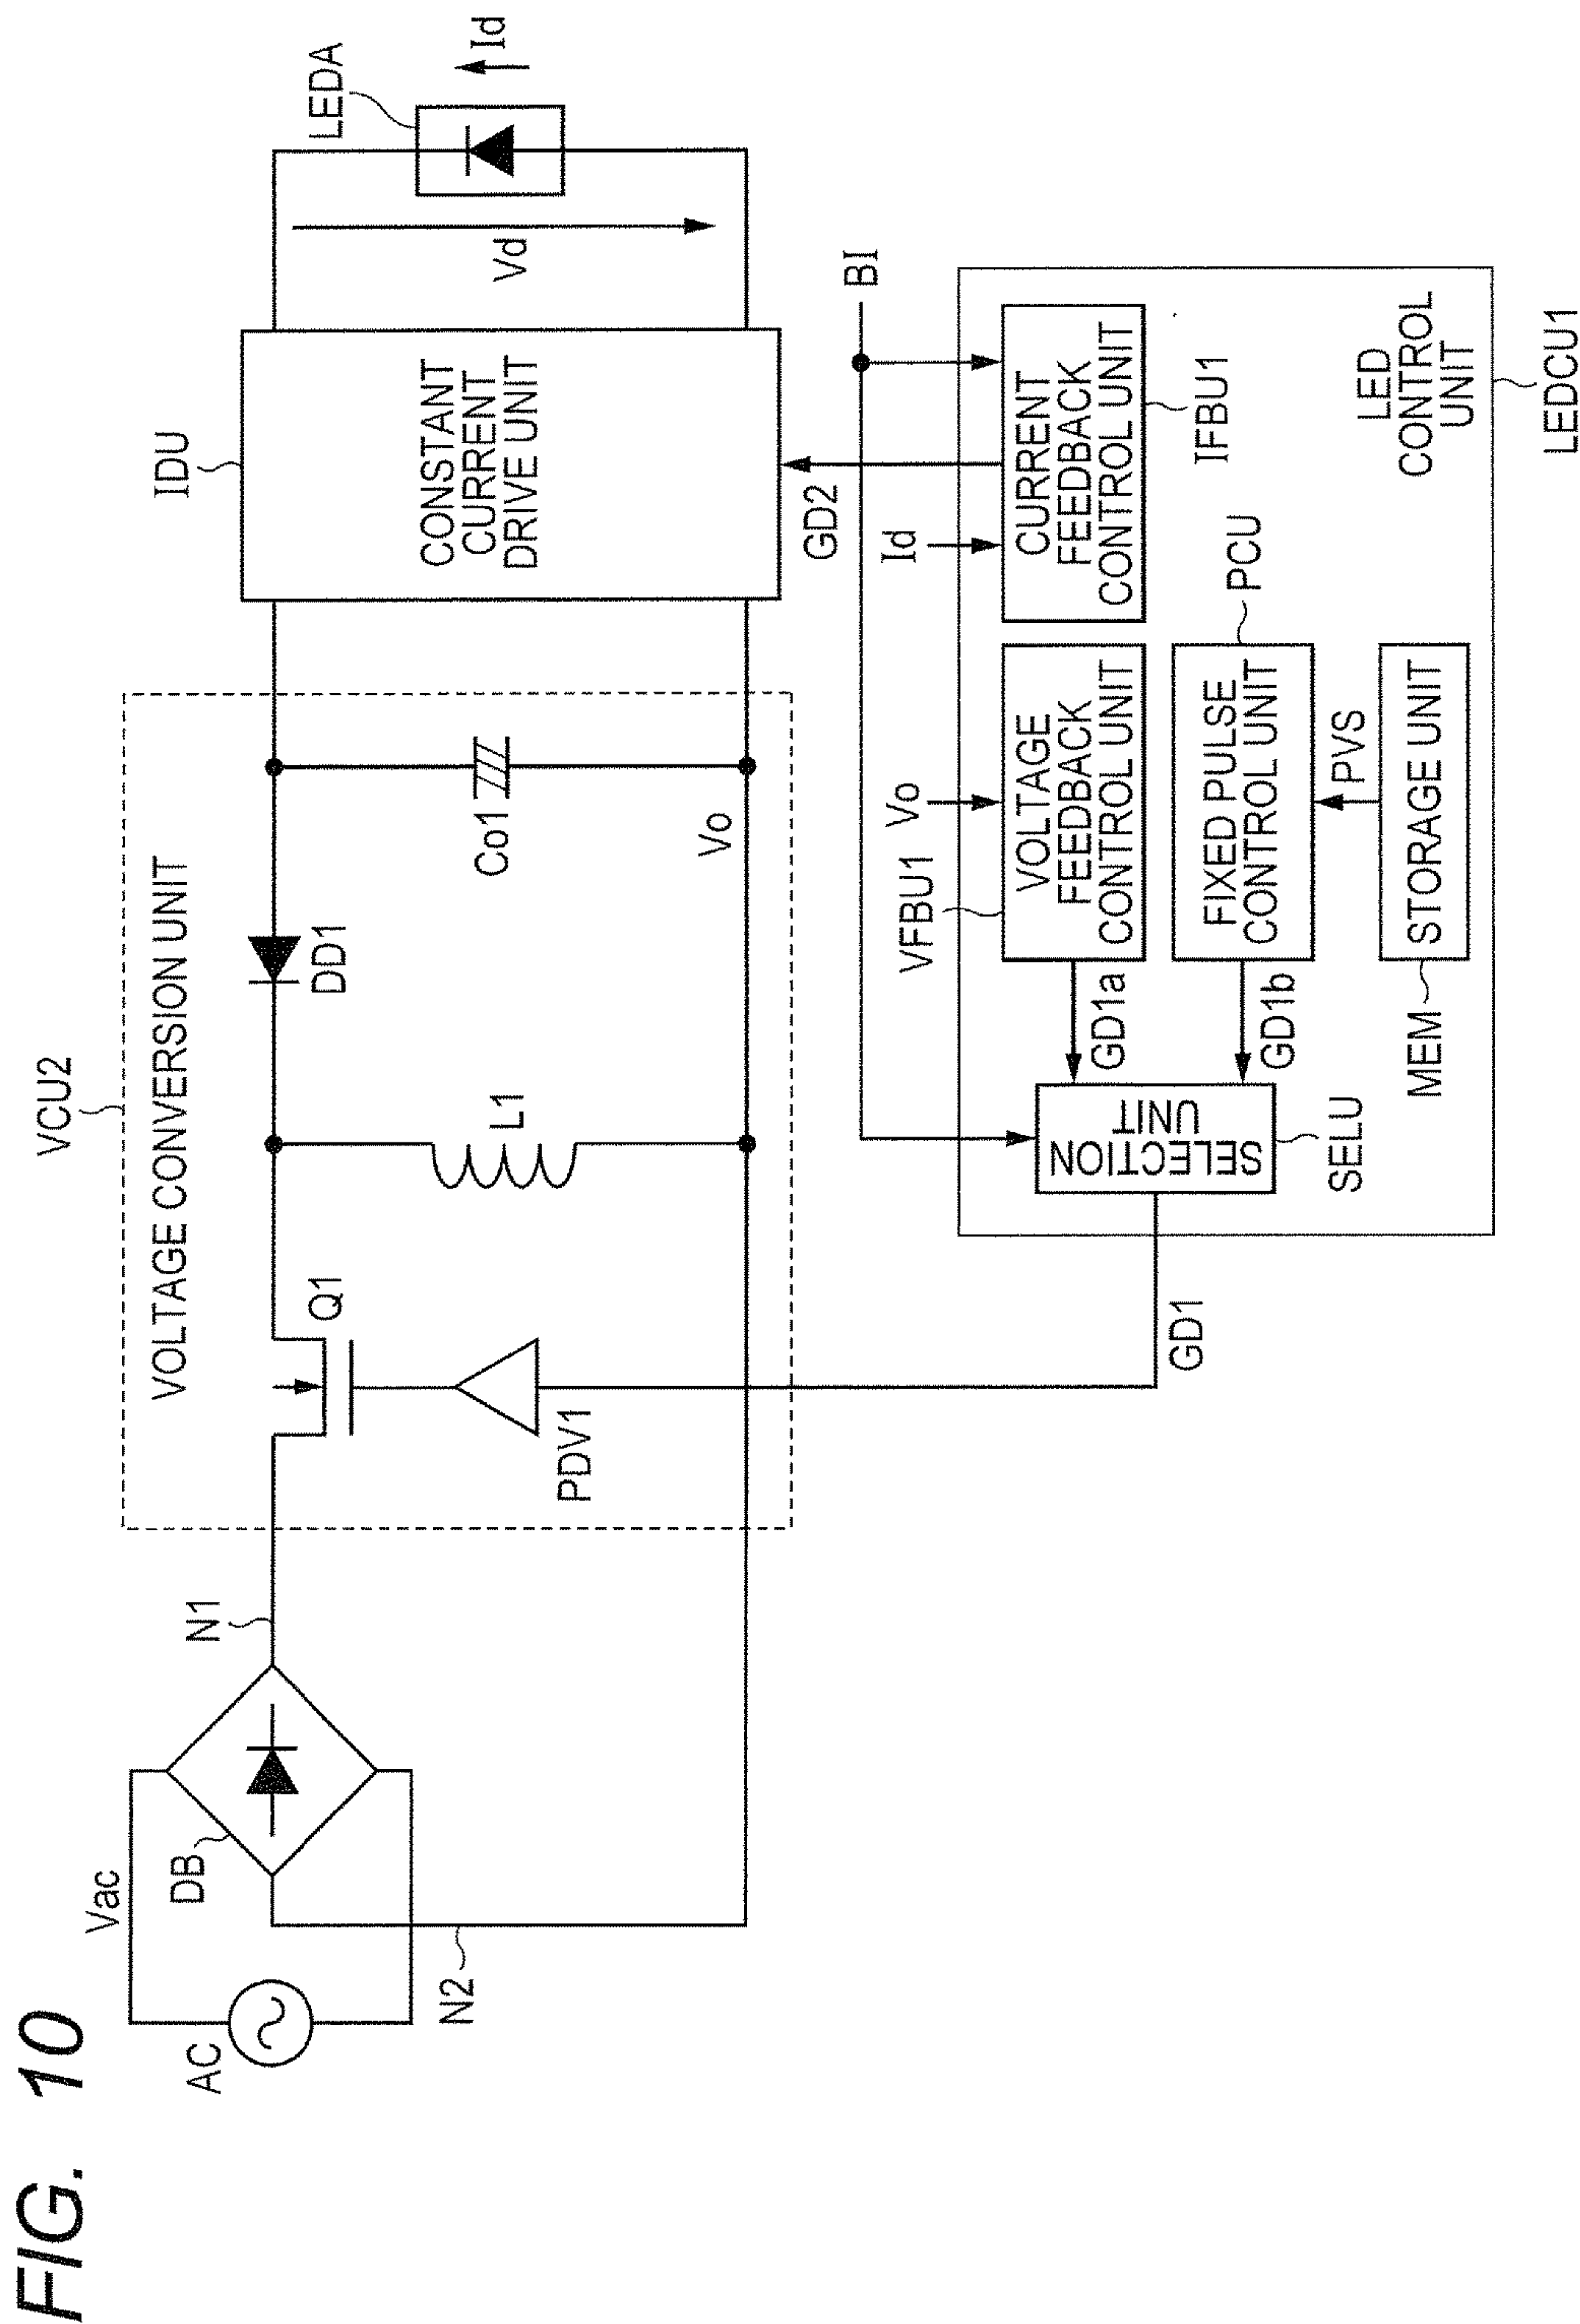 FIG. 10
AC
Vac
DB
N1
N2
VCU2
VOLTAGE CONVERSION UNIT
Q1
PDV1
L1
DD1
Co1
Vo
IDU
CONSTANT
CURRENT
DRIVE UNIT
LEDA
Id
Vd
GD1
GD2
BI
Id
Vo
VFBU1
VOLTAGE
FEEDBACK
CONTROL UNIT
CURRENT
FEEDBACK
CONTROL UNIT
IFBU1
GD1a
GD1b
SELECTION
UNIT
SELU
FIXED PULSE
CONTROL UNIT
PCU
PVS
MEM
STORAGE UNIT
LED
CONTROL
UNIT
LEDCU1